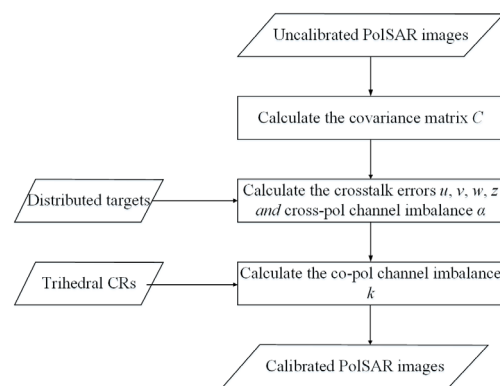 Uncalibrated PolSAR images
Calculate the covariance matrix C
Distributed targets
Calculate the crosstalk errors u, v, w, z
and cross-pol channel imbalance α
Trihedral CRs
Calculate the co-pol channel imbalance
k
Calibrated PolSAR images